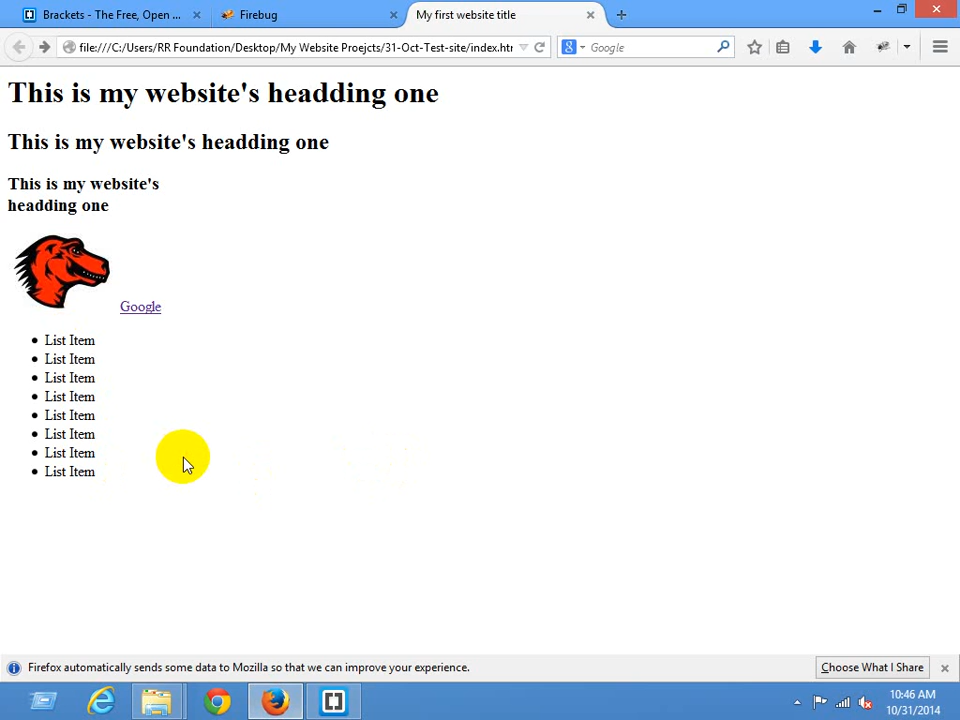 Brackets - The Free, Open ...
Firebug
My first website title
file:///C:/Users/RR Foundation/Desktop/My Website Proejcts/31-Oct-Test-site/index.htr
Google
This is my website's headding one
This is my website's headding one
This is my website's
headding one
Google
List Item
List Item
List Item
List Item
List Item
List Item
List Item
List Item
Firefox automatically sends some data to Mozilla so that we can improve your experience.
Choose What I Share
10:46 AM
10/31/2014